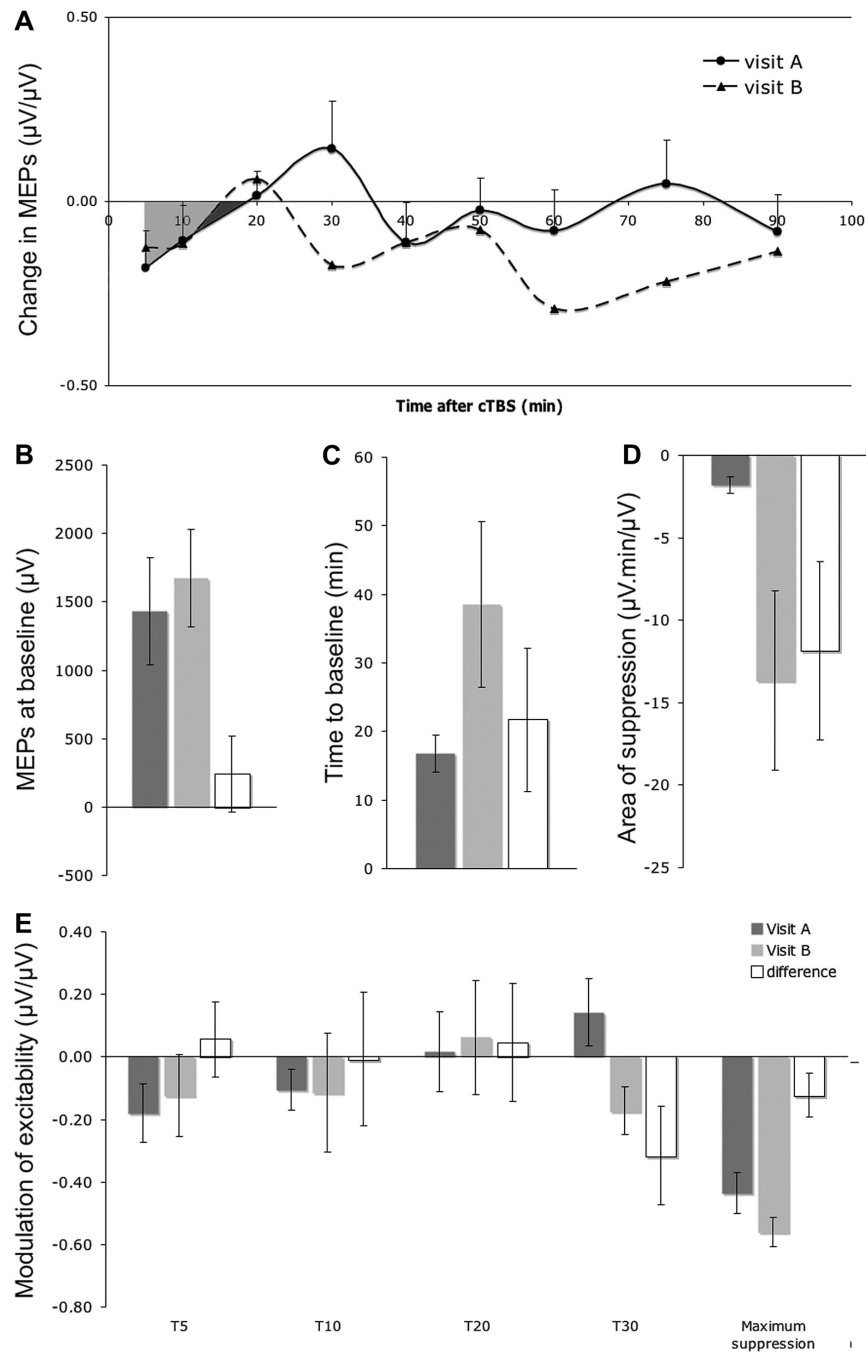 A
0.50
Change in MEPs (µV/µV)
visit A
visit B
0.00
0 10 20 30 40 50 60 70 80 90 100
-0.50
Time after cTBS (min)
B
MEPs at baseline (µV)
2500
2000
1500
1000
500
0
-500
C
Time to baseline (min)
60
50
40
30
20
10
0
D
Area of suppression (µV.min/µV)
0
-5
-10
-15
-20
-25
E
Modulation of excitability (µV/µV)
0.40
0.20
0.00
-0.20
-0.40
-0.60
-0.80
Visit A
Visit B
difference
T5 T10 T20 T30 Maximum
suppression